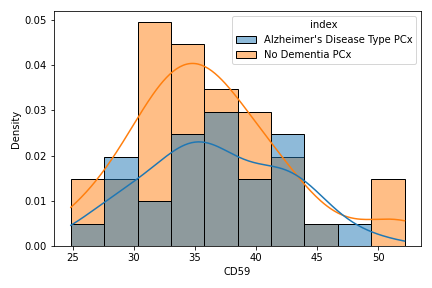 index
Alzheimer's Disease Type PCx
No Dementia PCx
0.05
0.04
0.03
0.02
0.01
0.00
Density
25 30 35 40 45 50
CD59